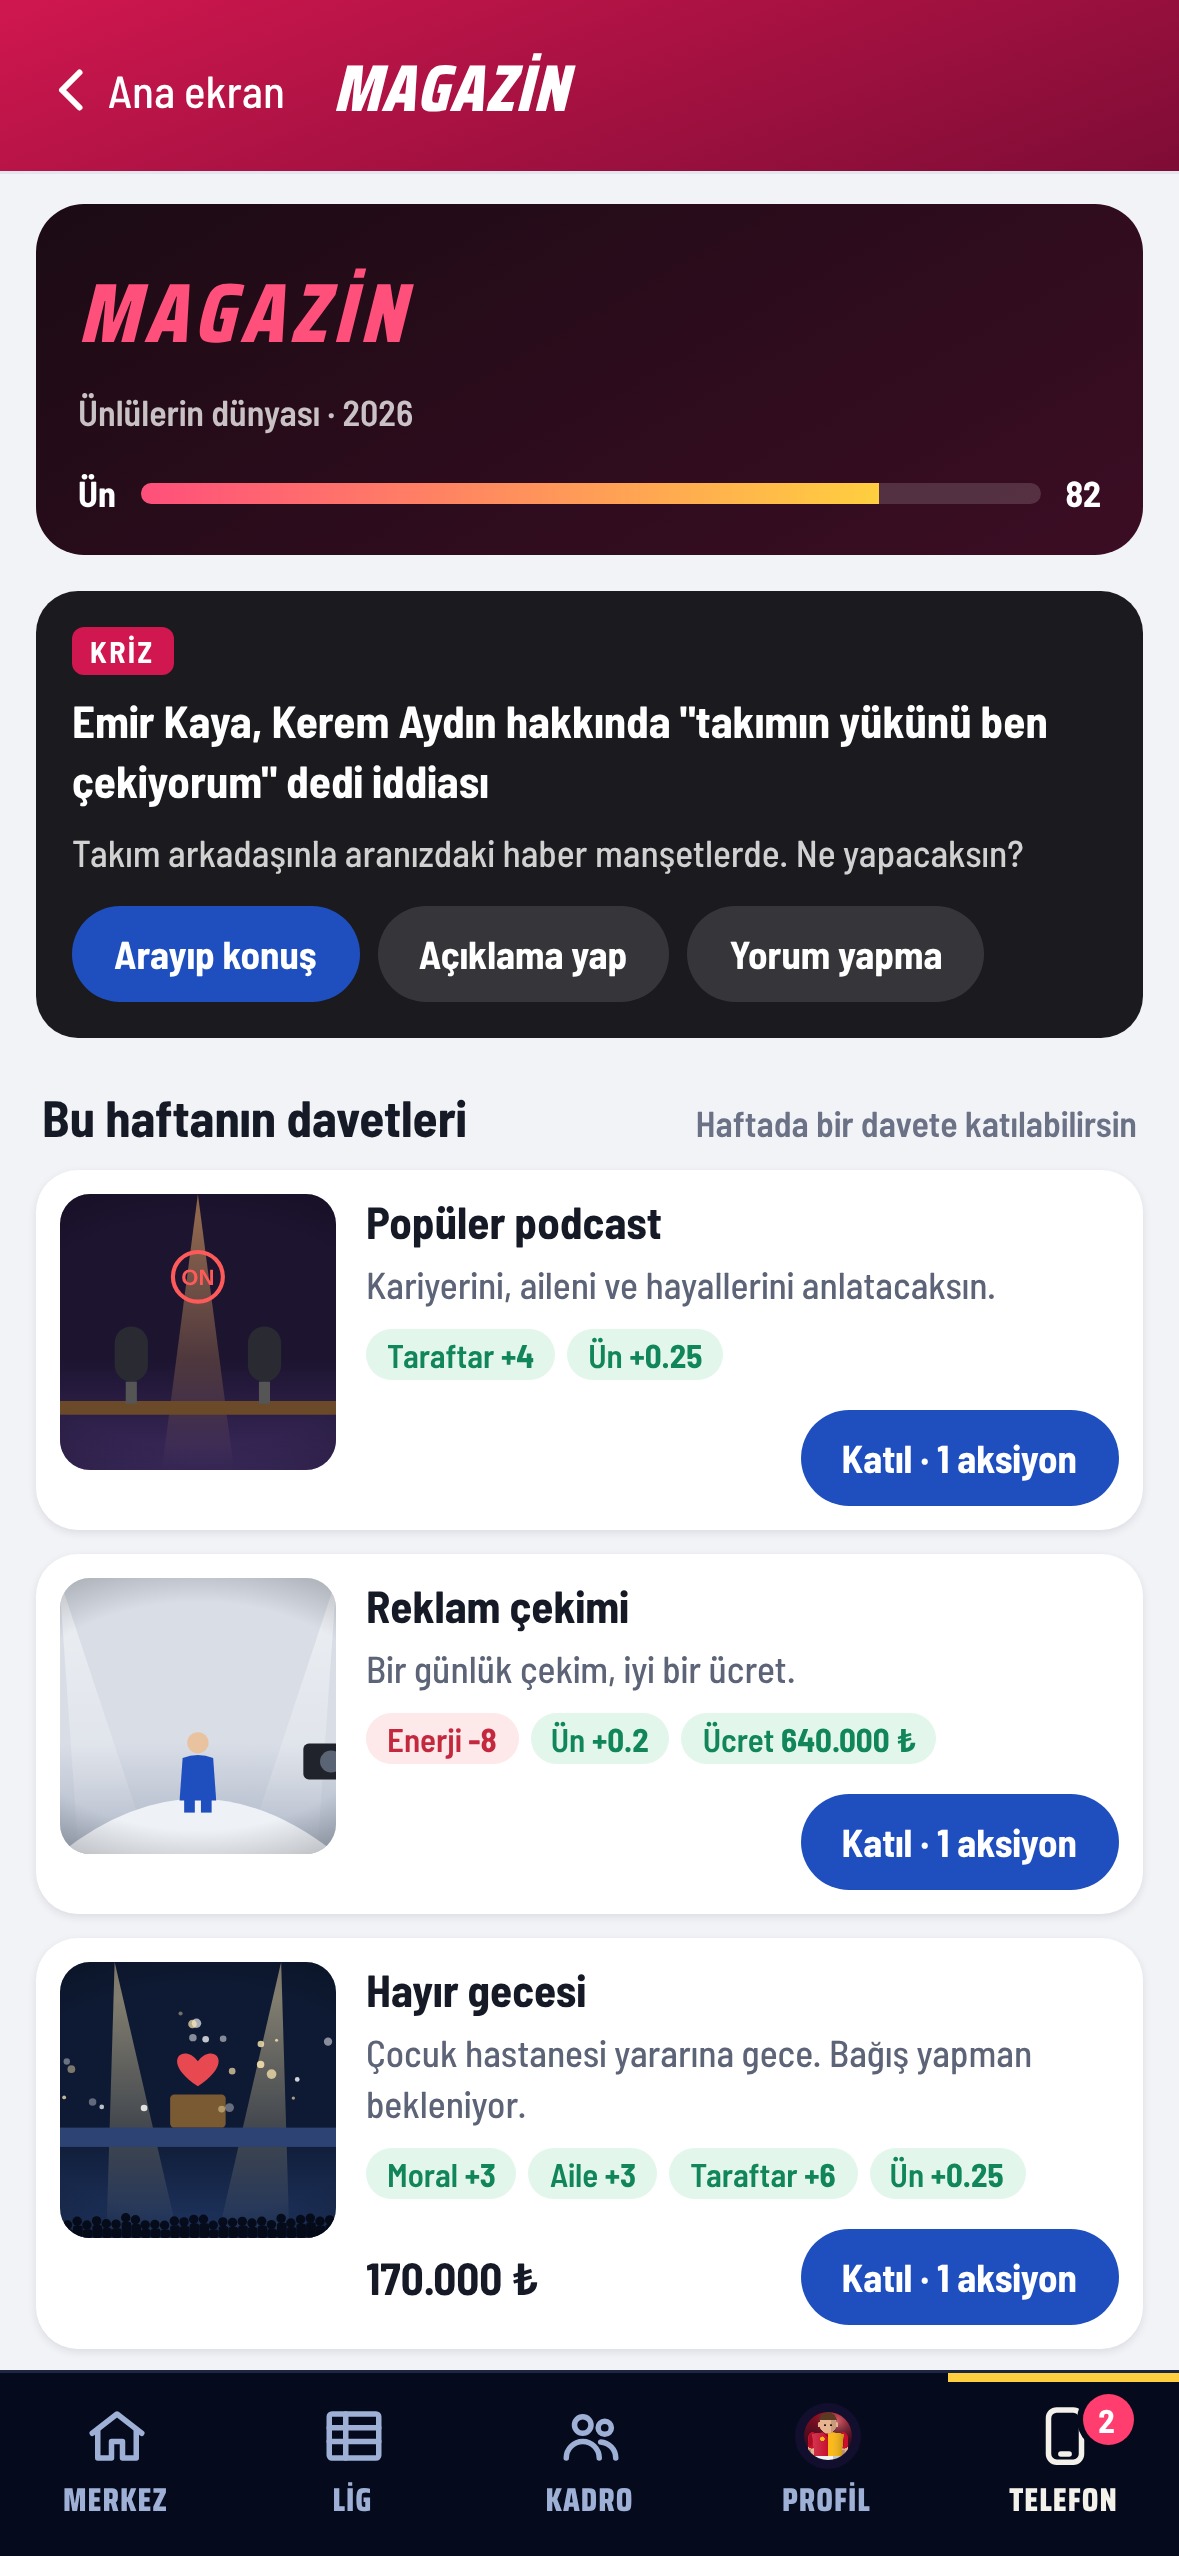 Ana ekran
MAGAZİN
MAGAZİN
Ünlülerin dünyası · 2026
Ün 82
KRİZ
Emir Kaya, Kerem Aydın hakkında "takımın yükünü ben
çekiyorum" dedi iddiası
Takım arkadaşınla aranızdaki haber manşetlerde. Ne yapacaksın?
Arayıp konuş Açıklama yap Yorum yapma
Bu haftanın davetleri Haftada bir davete katılabilirsin
ON
Popüler podcast
Kariyerini, aileni ve hayallerini anlatacaksın.
Taraftar +4 Ün +0.25
Katıl · 1 aksiyon
Reklam çekimi
Bir günlük çekim, iyi bir ücret.
Enerji -8 Ün +0.2 Ücret 640.000 ₺
Katıl · 1 aksiyon
Hayır gecesi
Çocuk hastanesi yararına gece. Bağış yapman
bekleniyor.
Moral +3 Aile +3 Taraftar +6 Ün +0.25
170.000 ₺ Katıl · 1 aksiyon
2
MERKEZ LİG KADRO PROFİL TELEFON